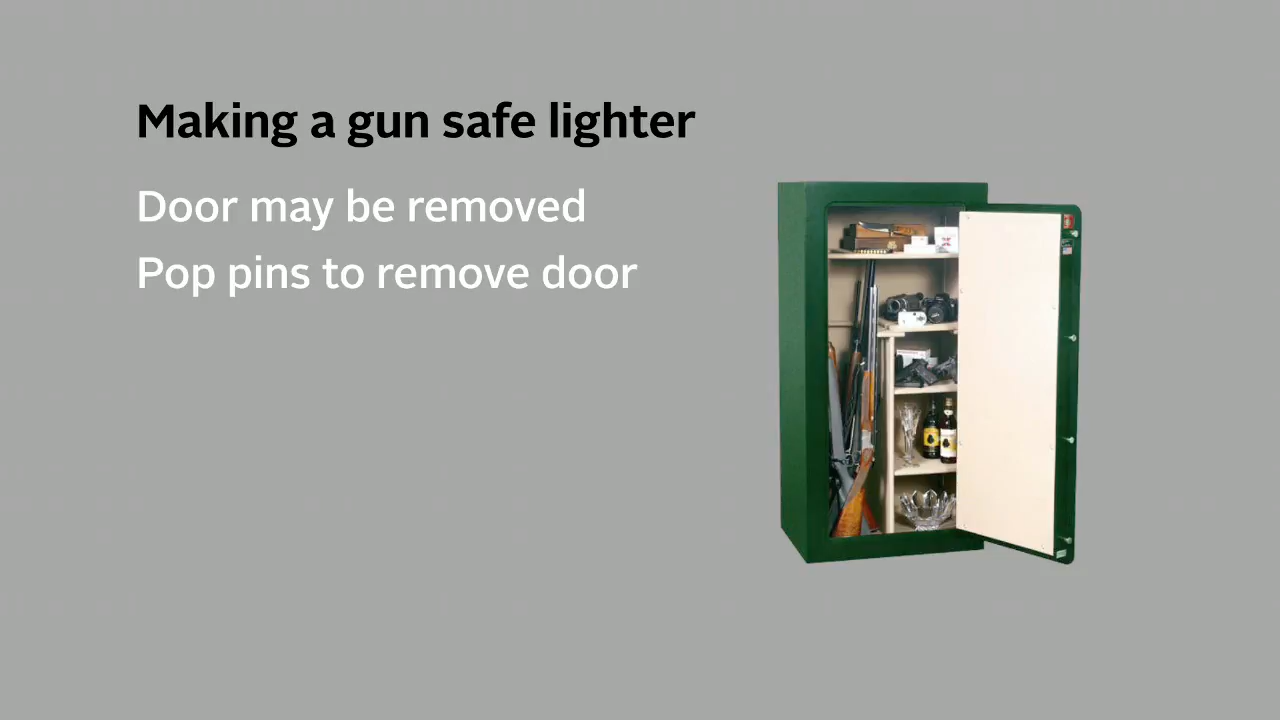 Making a gun safe lighter
Door may be removed
Pop pins to remove door